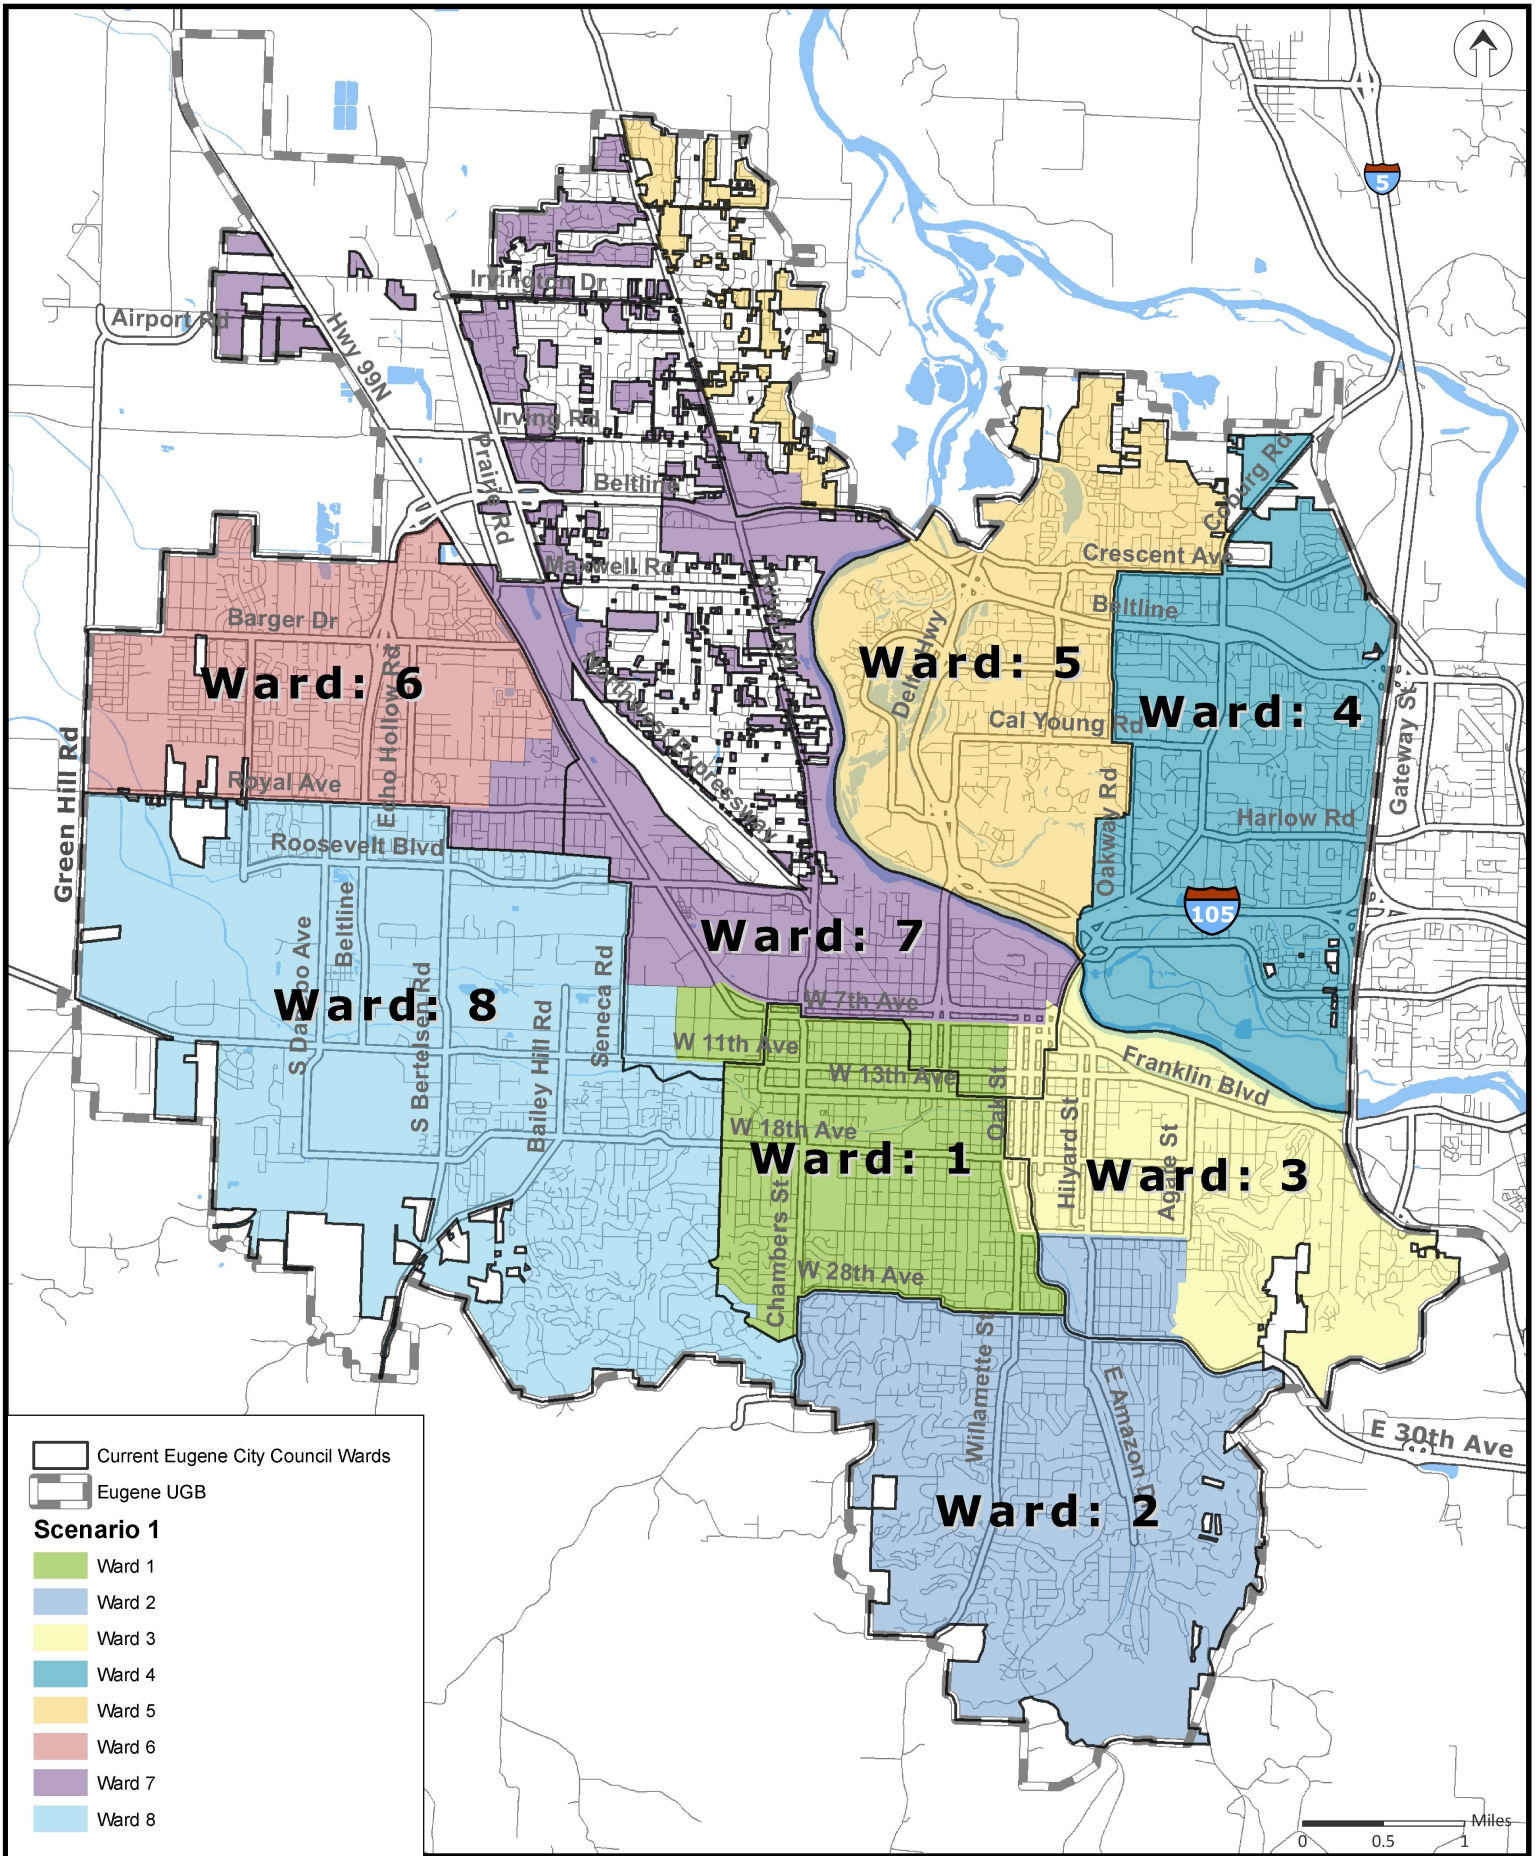 5
Irvington Dr
Airport Rd
Hwy 99N
Irving Rd
Prairie Rd
Beltline
Coburg Rd
Crescent Ave
Maxwell Rd
River Rd
Beltline
Barger Dr
Delta Hwy
Ward: 5
Ward: 6
Northwest Expressway
Echo Hollow Rd
Cal Young Rd
Ward: 4
Gateway St
Green Hill Rd
Royal Ave
Oakway Rd
Harlow Rd
Roosevelt Blvd
105
Beltline
S Danebo Ave
Ward: 7
S Bertelsen Rd
Seneca Rd
Ward: 8
W 7th Ave
Bailey Hill Rd
W 11th Ave
W 13th Ave
Franklin Blvd
Oak St
Hilyard St
W 18th Ave
Ward: 1
Agate St
Ward: 3
Chambers St
W 28th Ave
Willamette St
E Amazon D
E 30th Ave
Ward: 2
Current Eugene City Council Wards
Eugene UGB
Scenario 1
Ward 1
Ward 2
Ward 3
Ward 4
Ward 5
Ward 6
Ward 7
Ward 8
Miles
0 0.5 1